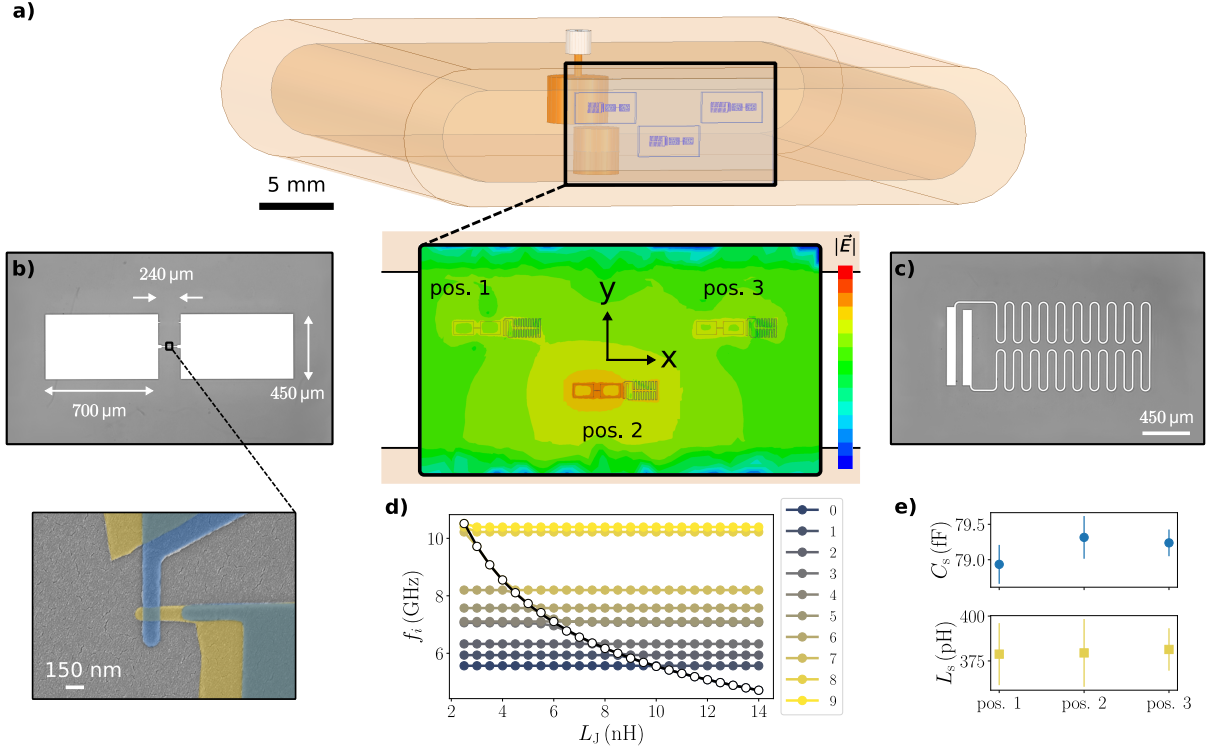 a)
5 mm
b)
240 μm
700 μm
450 μm
150 nm
|E⃗|
pos. 1
pos. 3
y
x
pos. 2
c)
450 μm
d)
10
8
6
f_i (GHz)
2
4
6
8
10
12
14
L_J (nH)
0
1
2
3
4
5
6
7
8
9
e)
79.5
79.0
C_s (fF)
400
375
L_s (pH)
pos. 1
pos. 2
pos. 3